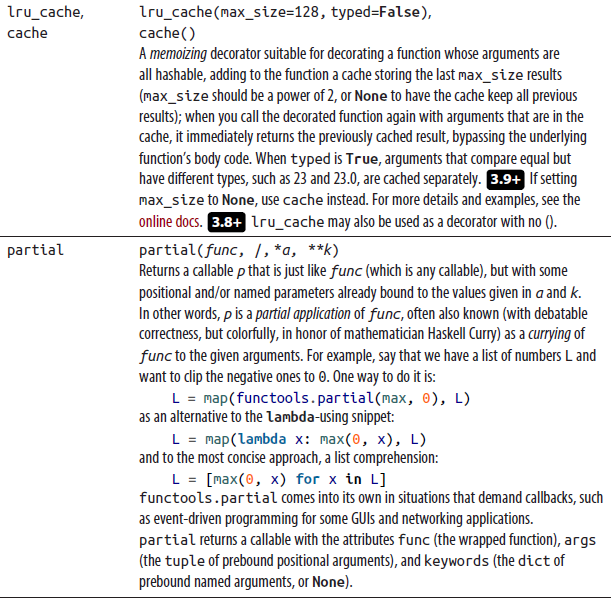 lru_cache, lru_cache(max_size=128, typed=False),
cache cache()
A memoizing decorator suitable for decorating a function whose arguments are
all hashable, adding to the function a cache storing the last max_size results
(max_size should be a power of 2, or None to have the cache keep all previous
results); when you call the decorated function again with arguments that are in the
cache, it immediately returns the previously cached result, bypassing the underlying
function's body code. When typed is True, arguments that compare equal but
have different types, such as 23 and 23.0, are cached separately. 3.9+ If setting
max_size to None, use cache instead. For more details and examples, see the
online docs. 3.8+ lru_cache may also be used as a decorator with no ().
partial partial(func, /, *a, **k)
Returns a callable p that is just like func (which is any callable), but with some
positional and/or named parameters already bound to the values given in a and k.
In other words, p is a partial application of func, often also known (with debatable
correctness, but colorfully, in honor of mathematician Haskell Curry) as a currying of
func to the given arguments. For example, say that we have a list of numbers L and
want to clip the negative ones to 0. One way to do it is:
L = map(functools.partial(max, 0), L)
as an alternative to the lambda-using snippet:
L = map(lambda x: max(0, x), L)
and to the most concise approach, a list comprehension:
L = [max(0, x) for x in L]
functools.partial comes into its own in situations that demand callbacks, such
as event-driven programming for some GUIs and networking applications.
partial returns a callable with the attributes func (the wrapped function), args
(the tuple of prebound positional arguments), and keywords (the dict of
prebound named arguments, or None).